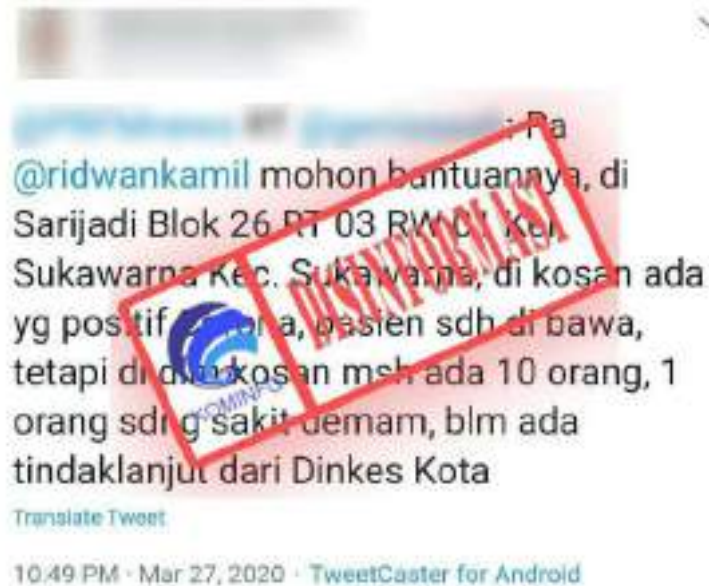 : Pa
@ridwankamil mohon bantuannya, di
Sarijadi Blok 26 RT 03 RW
Sukawarna Kec. Sukawarna, di kosan ada
yg positif a, pasien sdh di bawa,
tetapi di kosan msh ada 10 orang, 1
orang sdng sakit demam, blm ada
tindaklanjut dari Dinkes Kota
DISINFORMASI
KOMINFO
Translate Tweet
10:49 PM · Mar 27, 2020 · TweetCaster for Android